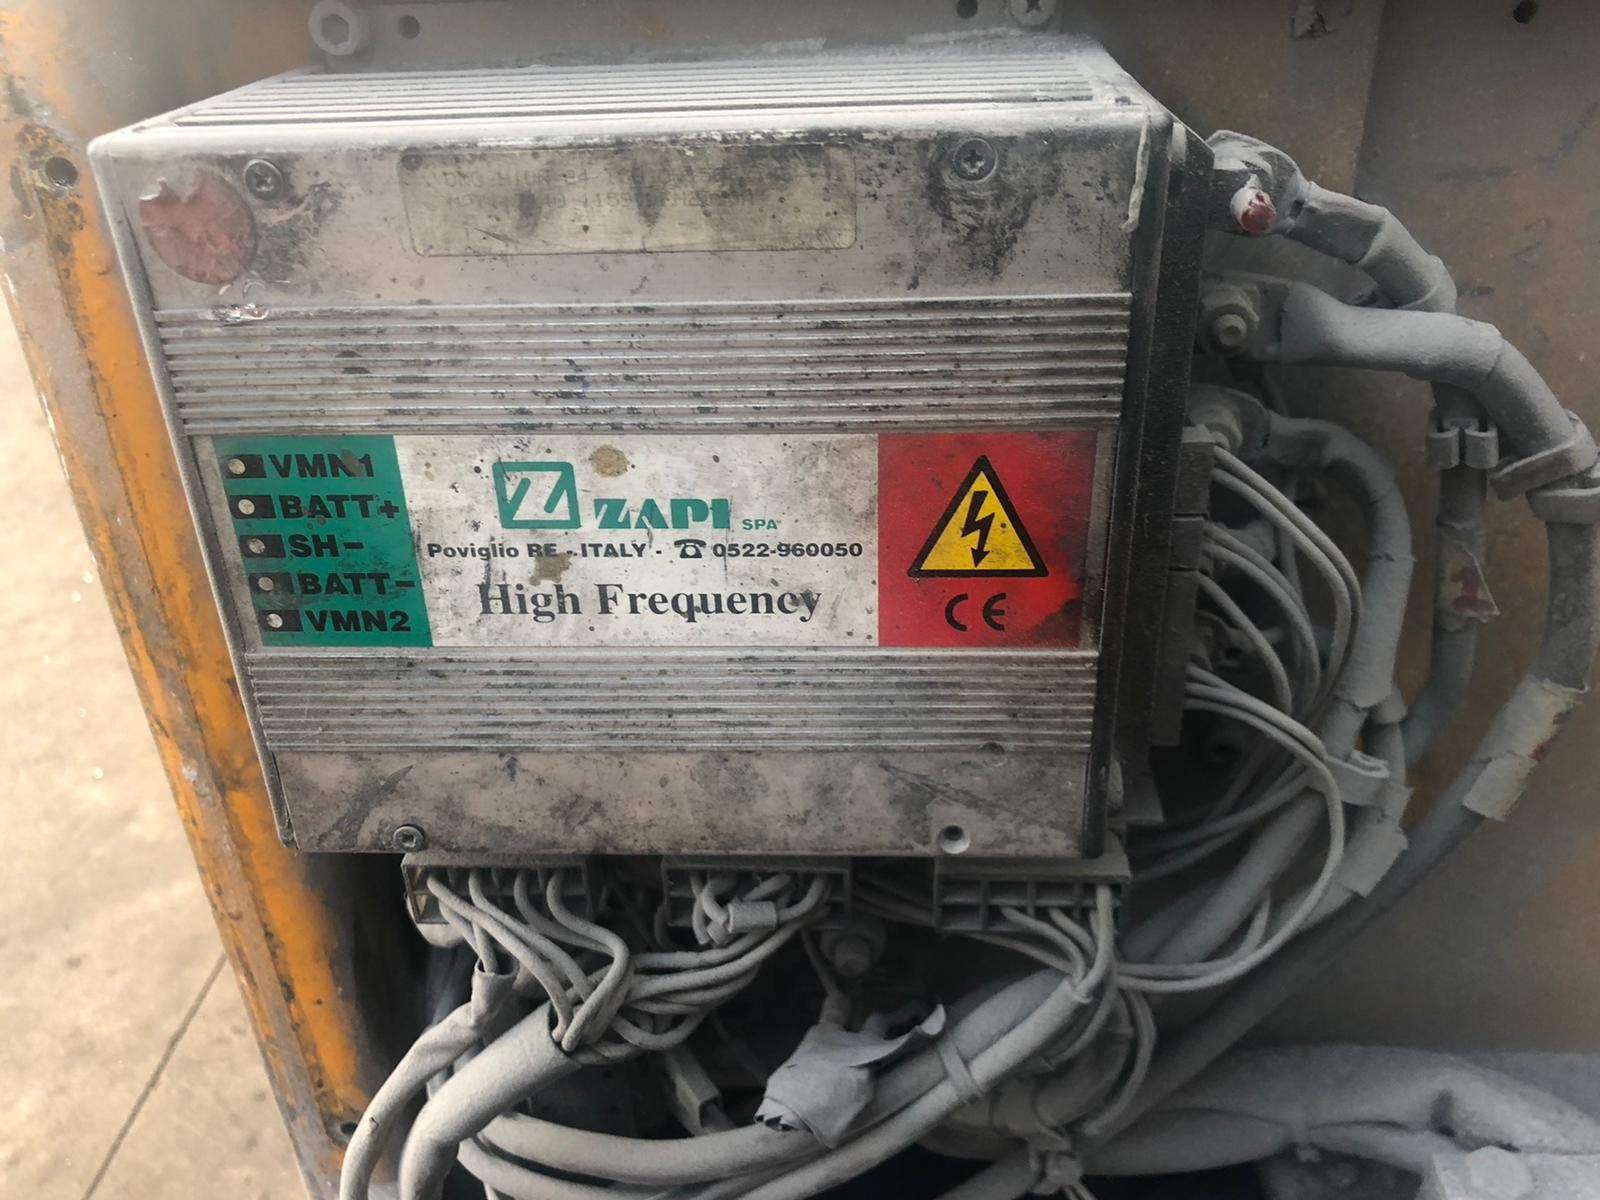 VMN1
BATT+
SH-
BATT-
VMN2
Z ZAPI SPA
Poviglio RE - ITALY - ☎ 0522-960050
High Frequency
CE